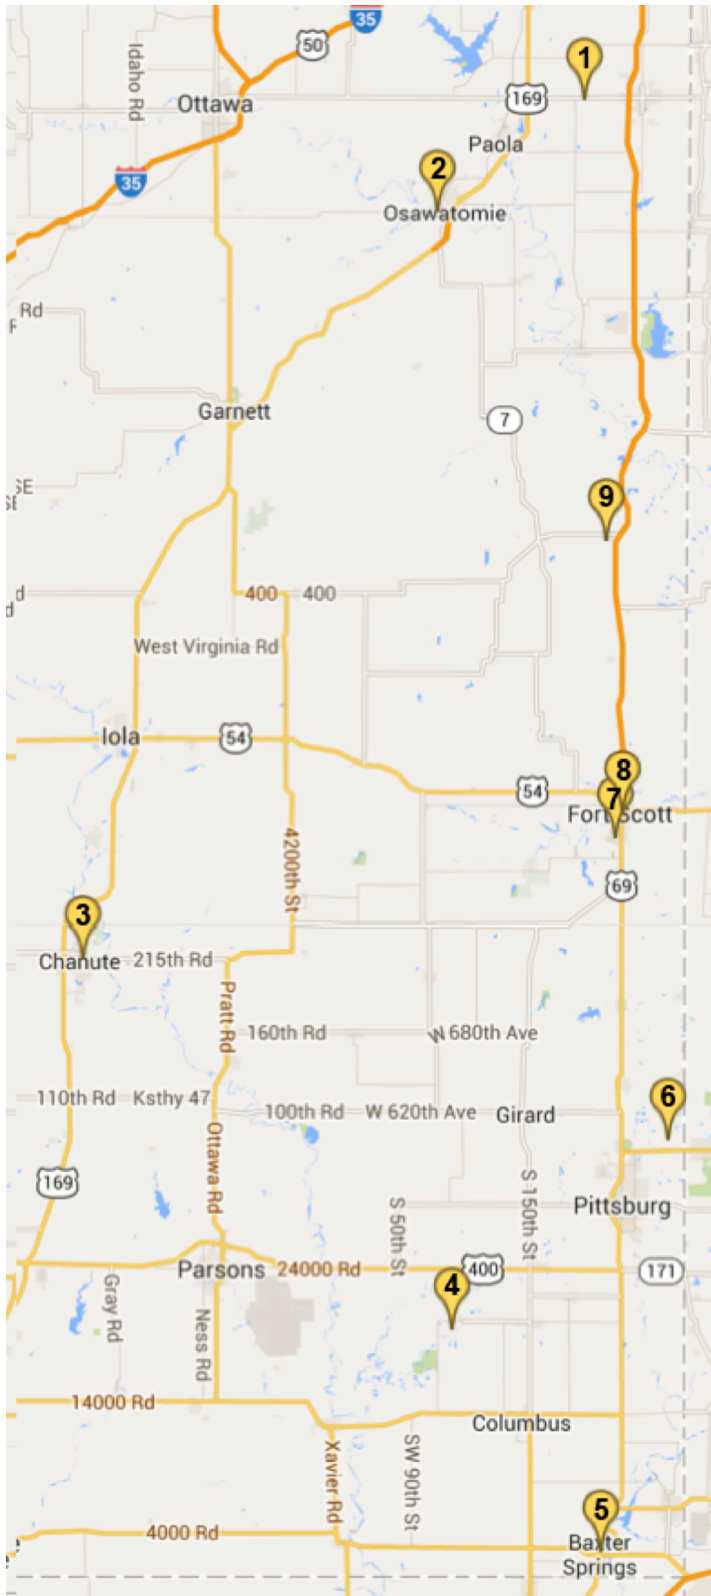 35
50
1
Idaho Rd
169
Ottawa
Paola
2
35
Osawatomie
Rd
F
Garnett
7
SE
SE
9
400 400
d
d
West Virginia Rd
Iola
54
8
54
7
Fort Scott
4200th St
69
3
Chanute
215th Rd
Pratt Rd
160th Rd
W 680th Ave
110th Rd Ksthy 47
6
100th Rd
W 620th Ave
Girard
Ottawa Rd
169
S 50th St
S 150th St
Pittsburg
Parsons
24000 Rd
400
171
Gray Rd
Ness Rd
4
14000 Rd
Columbus
Xavier Rd
SW 90th St
5
4000 Rd
Baxter
Springs
e
e